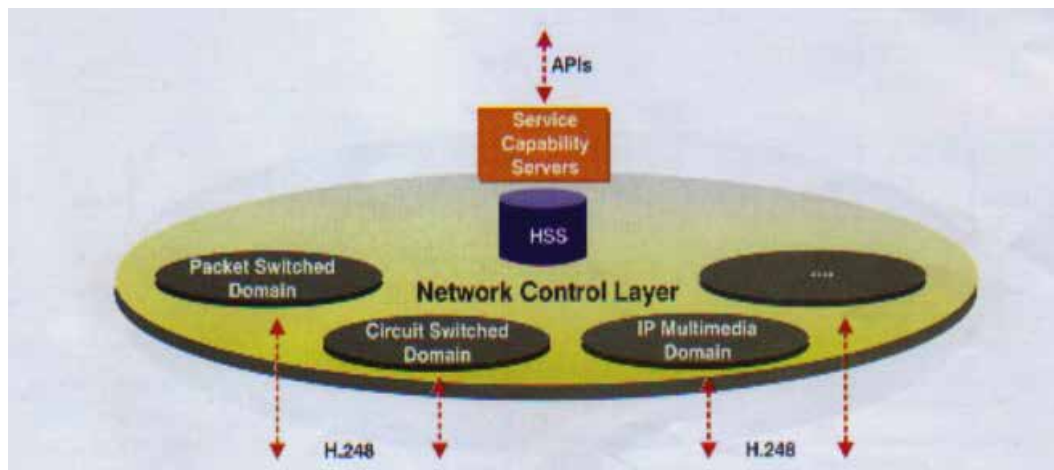 APIs
Service
Capability
Servers
HSS
Packet Switched
Domain
....
Network Control Layer
Circuit Switched
Domain
IP Multimedia
Domain
H.248
H.248